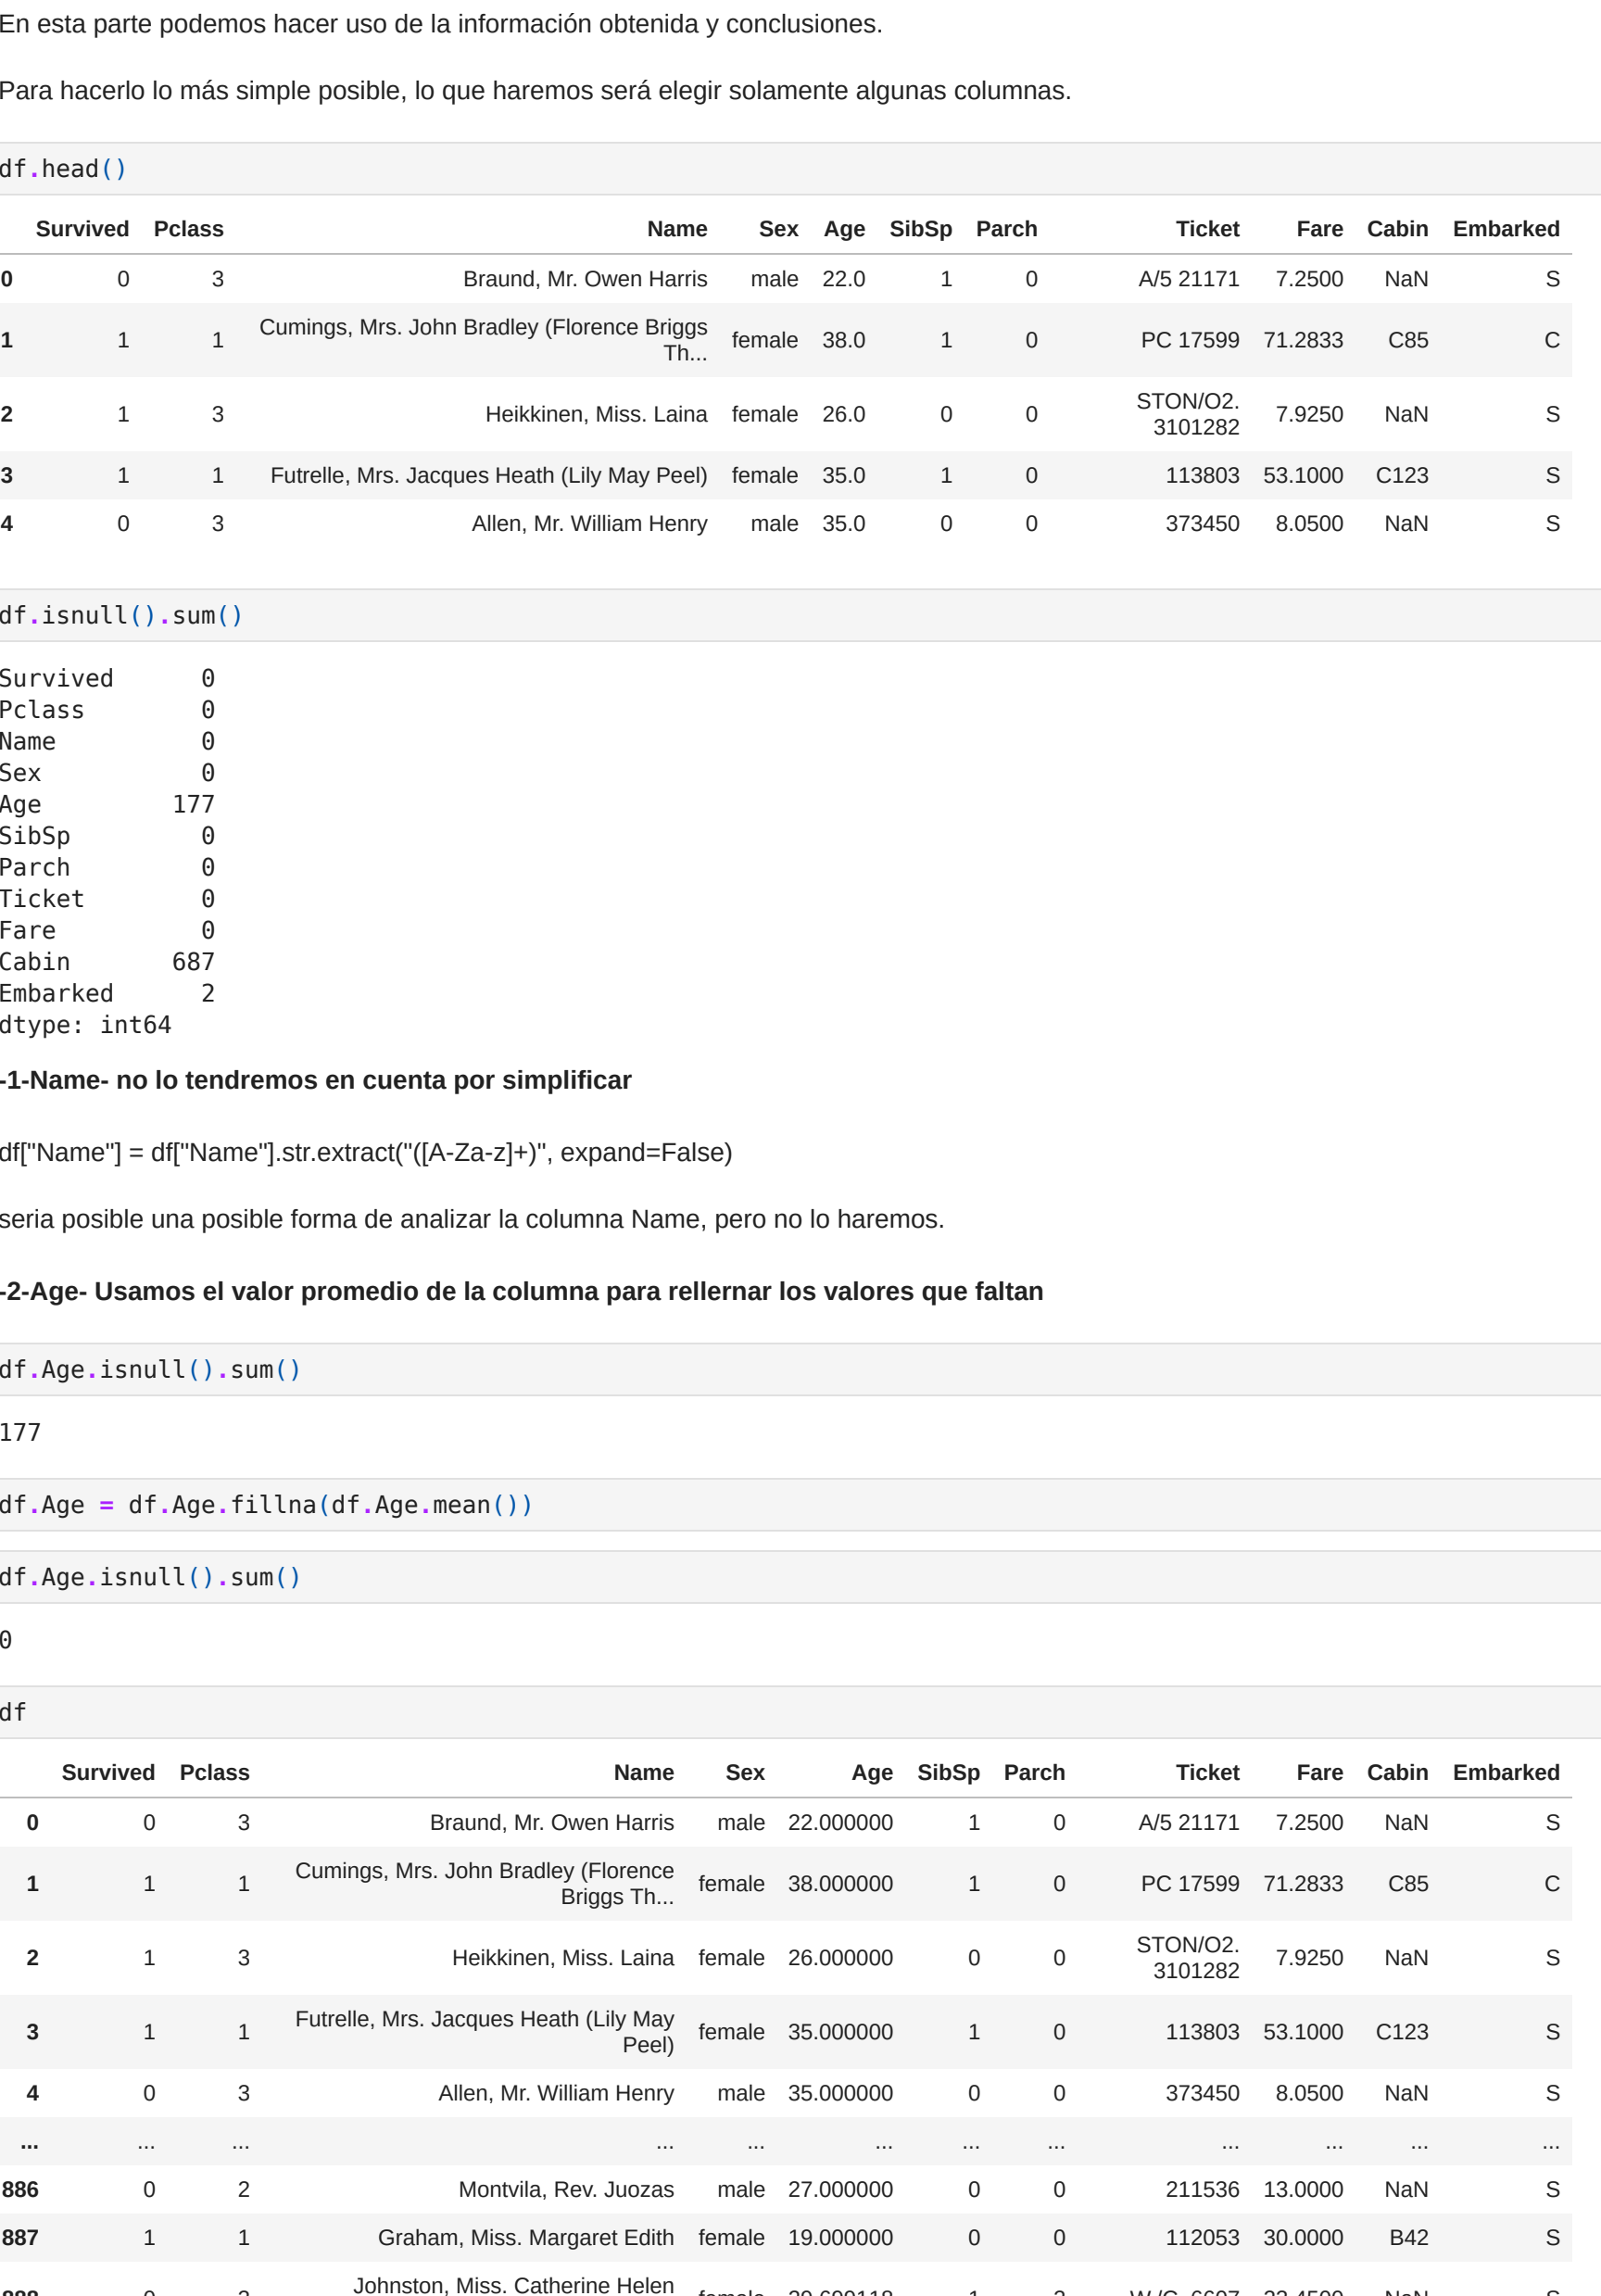 En esta parte podemos hacer uso de la información obtenida y conclusiones.
Para hacerlo lo más simple posible, lo que haremos será elegir solamente algunas columnas.
df.head()
Survived Pclass Name Sex Age SibSp Parch Ticket Fare Cabin Embarked
0 0 3 Braund, Mr. Owen Harris male 22.0 1 0 A/5 21171 7.2500 NaN S
1 1 1 Cumings, Mrs. John Bradley (Florence Briggs Th... female 38.0 1 0 PC 17599 71.2833 C85 C
2 1 3 Heikkinen, Miss. Laina female 26.0 0 0 STON/O2. 3101282 7.9250 NaN S
3 1 1 Futrelle, Mrs. Jacques Heath (Lily May Peel) female 35.0 1 0 113803 53.1000 C123 S
4 0 3 Allen, Mr. William Henry male 35.0 0 0 373450 8.0500 NaN S
df.isnull().sum()
Survived 0
Pclass 0
Name 0
Sex 0
Age 177
SibSp 0
Parch 0
Ticket 0
Fare 0
Cabin 687
Embarked 2
dtype: int64
-1-Name- no lo tendremos en cuenta por simplificar
df["Name"] = df["Name"].str.extract("([A-Za-z]+)", expand=False)
seria posible una posible forma de analizar la columna Name, pero no lo haremos.
-2-Age- Usamos el valor promedio de la columna para rellernar los valores que faltan
df.Age.isnull().sum()
177
df.Age = df.Age.fillna(df.Age.mean())
df.Age.isnull().sum()
0
df
Survived Pclass Name Sex Age SibSp Parch Ticket Fare Cabin Embarked
0 0 3 Braund, Mr. Owen Harris male 22.000000 1 0 A/5 21171 7.2500 NaN S
1 1 1 Cumings, Mrs. John Bradley (Florence Briggs Th... female 38.000000 1 0 PC 17599 71.2833 C85 C
2 1 3 Heikkinen, Miss. Laina female 26.000000 0 0 STON/O2. 3101282 7.9250 NaN S
3 1 1 Futrelle, Mrs. Jacques Heath (Lily May Peel) female 35.000000 1 0 113803 53.1000 C123 S
4 0 3 Allen, Mr. William Henry male 35.000000 0 0 373450 8.0500 NaN S
... ... ... ... ... ... ... ... ... ... ... ...
886 0 2 Montvila, Rev. Juozas male 27.000000 0 0 211536 13.0000 NaN S
887 1 1 Graham, Miss. Margaret Edith female 19.000000 0 0 112053 30.0000 B42 S
Johnston, Miss. Catherine Helen